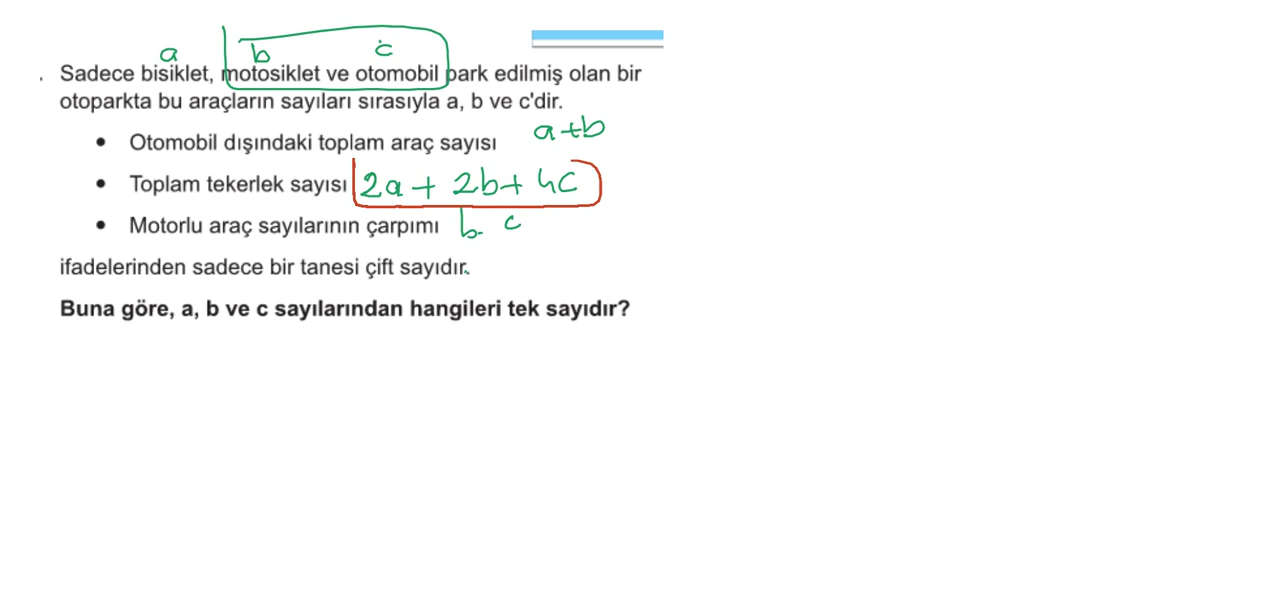 a b c
. Sadece bisiklet, motosiklet ve otomobil park edilmiş olan bir
otoparkta bu araçların sayıları sırasıyla a, b ve c'dir.
• Otomobil dışındaki toplam araç sayısı a+b
• Toplam tekerlek sayısı 2a + 2b + 4c
• Motorlu araç sayılarının çarpımı b. c
ifadelerinden sadece bir tanesi çift sayıdır.
Buna göre, a, b ve c sayılarından hangileri tek sayıdır?